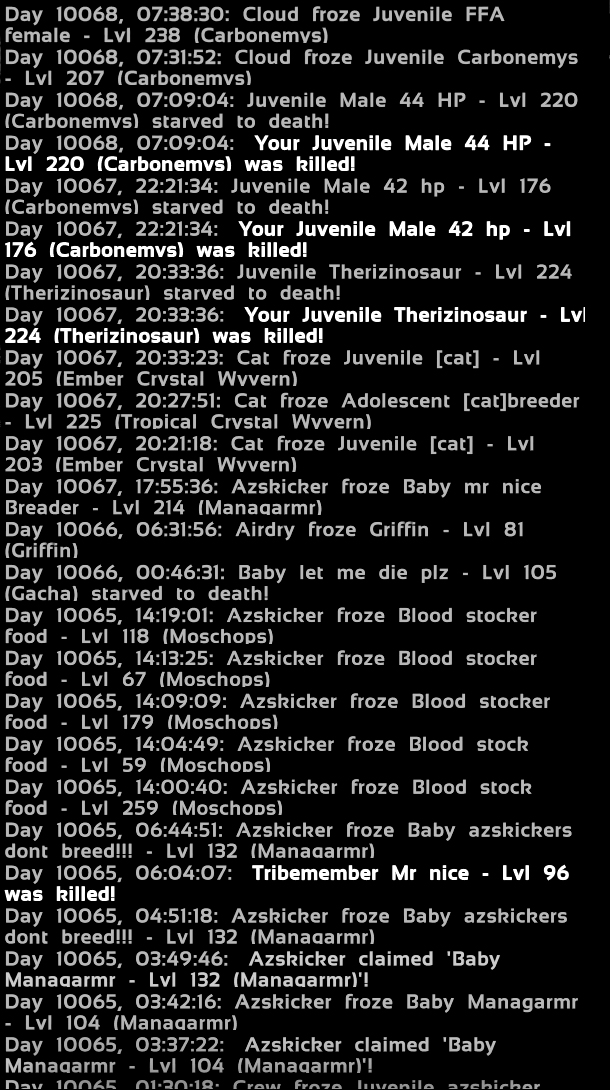 Day 10068, 07:38:30: Cloud froze Juvenile FFA
female - Lvl 238 (Carbonemys)
Day 10068, 07:31:52: Cloud froze Juvenile Carbonemys
- Lvl 207 (Carbonemys)
Day 10068, 07:09:04: Juvenile Male 44 HP - Lvl 220
(Carbonemys) starved to death!
Day 10068, 07:09:04: Your Juvenile Male 44 HP -
Lvl 220 (Carbonemys) was killed!
Day 10067, 22:21:34: Juvenile Male 42 hp - Lvl 176
(Carbonemys) starved to death!
Day 10067, 22:21:34: Your Juvenile Male 42 hp - Lvl
176 (Carbonemys) was killed!
Day 10067, 20:33:36: Juvenile Therizinosaur - Lvl 224
(Therizinosaur) starved to death!
Day 10067, 20:33:36: Your Juvenile Therizinosaur - Lvl
224 (Therizinosaur) was killed!
Day 10067, 20:33:23: Cat froze Juvenile [cat] - Lvl
205 (Ember Crystal Wyvern)
Day 10067, 20:27:51: Cat froze Adolescent [cat]breeder
- Lvl 225 (Tropical Crystal Wyvern)
Day 10067, 20:21:18: Cat froze Juvenile [cat] - Lvl
203 (Ember Crystal Wyvern)
Day 10067, 17:55:36: Azskicker froze Baby mr nice
Breader - Lvl 214 (Managarmr)
Day 10066, 06:31:56: Airdry froze Griffin - Lvl 81
(Griffin)
Day 10066, 00:46:31: Baby let me die plz - Lvl 105
(Gacha) starved to death!
Day 10065, 14:19:01: Azskicker froze Blood stocker
food - Lvl 118 (Moschops)
Day 10065, 14:13:25: Azskicker froze Blood stocker
food - Lvl 67 (Moschops)
Day 10065, 14:09:09: Azskicker froze Blood stocker
food - Lvl 179 (Moschops)
Day 10065, 14:04:49: Azskicker froze Blood stock
food - Lvl 59 (Moschops)
Day 10065, 14:00:40: Azskicker froze Blood stock
food - Lvl 259 (Moschops)
Day 10065, 06:44:51: Azskicker froze Baby azskickers
dont breed!!! - Lvl 132 (Managarmr)
Day 10065, 06:04:07: Tribemember Mr nice - Lvl 96
was killed!
Day 10065, 04:51:18: Azskicker froze Baby azskickers
dont breed!!! - Lvl 132 (Managarmr)
Day 10065, 03:49:46: Azskicker claimed 'Baby
Managarmr - Lvl 132 (Managarmr)'!
Day 10065, 03:42:16: Azskicker froze Baby Managarmr
- Lvl 104 (Managarmr)
Day 10065, 03:37:22: Azskicker claimed 'Baby
Managarmr - Lvl 104 (Managarmr)'!
Day 10065, 01:30:18: Crew froze Juvenile azskicker